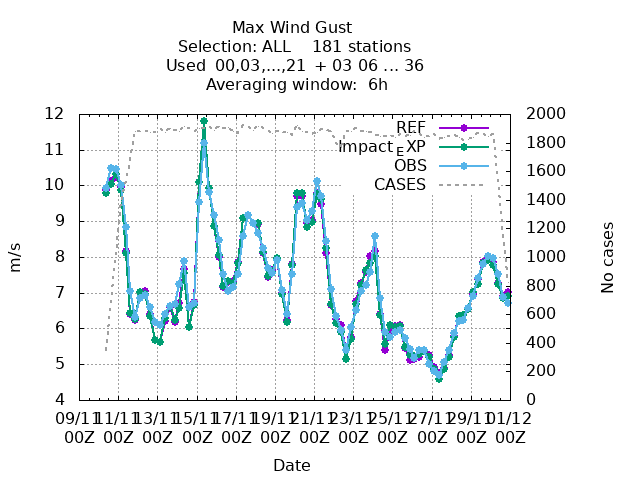 Max Wind Gust
Selection: ALL 181 stations
Used 00,03,...,21 + 03 06 ... 36
Averaging window: 6h
12
11
10
9
8
7
6
5
4
m/s
2000
1800
1600
1400
1200
1000
800
600
400
200
0
No cases
REF
Impact_EXP
OBS
CASES
09/11 11/11 13/11 15/11 17/11 19/11 21/11 23/11 25/11 27/11 29/11 01/12
00Z 00Z 00Z 00Z 00Z 00Z 00Z 00Z 00Z 00Z 00Z 00Z
Date